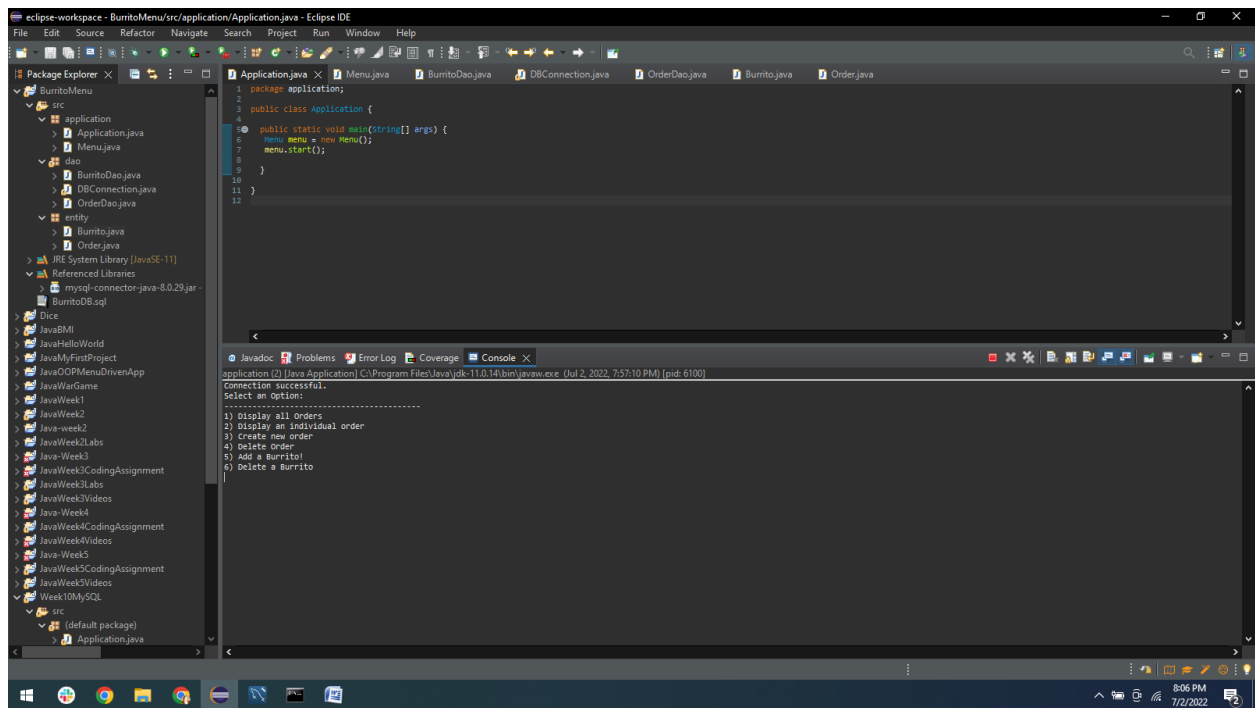 eclipse-workspace - BurritoMenu/src/application/Application.java - Eclipse IDE
File Edit Source Refactor Navigate Search Project Run Window Help
Package Explorer
Application.java Menu.java BurritoDao.java DBConnection.java OrderDao.java Burrito.java Order.java
BurritoMenu
src
application
Application.java
Menu.java
dao
BurritoDao.java
DBConnection.java
OrderDao.java
entity
Burrito.java
Order.java
JRE System Library [JavaSE-11]
Referenced Libraries
mysql-connector-java-8.0.29.jar -
BurritoDB.sql
Dice
JavaBMI
JavaHelloWorld
JavaMyFirstProject
JavaOOPMenuDrivenApp
JavaWarGame
JavaWeek1
JavaWeek2
Java-week2
JavaWeek2Labs
Java-Week3
JavaWeek3CodingAssignment
JavaWeek3Labs
JavaWeek3Videos
Java-Week4
JavaWeek4CodingAssignment
JavaWeek4Videos
Java-Week5
JavaWeek5CodingAssignment
JavaWeek5Videos
Week10MySQL
src
(default package)
Application.java
1 package application;
2
3 public class Application {
4
5 public static void main(String[] args) {
6 Menu menu = new Menu();
7 menu.start();
8
9 }
10
11 }
12
Javadoc Problems Error Log Coverage Console
application (2) [Java Application] C:\Program Files\Java\jdk-11.0.14\bin\javaw.exe (Jul 2, 2022, 7:57:10 PM) [pid: 6100]
Connection successful.
Select an Option:
------------------------------------------
1) Display all Orders
2) Display an individual order
3) Create new order
4) Delete Order
5) Add a Burrito!
6) Delete a Burrito
8:06 PM
7/2/2022
2